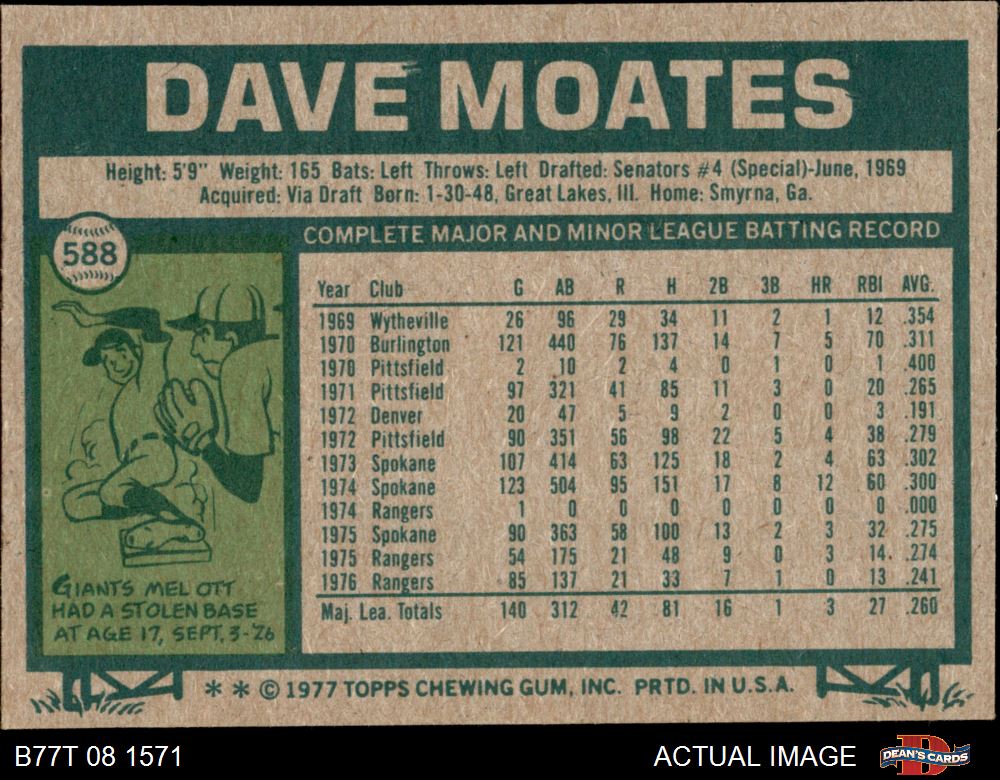 DAVE MOATES
Height: 5'9" Weight: 165 Bats: Left Throws: Left Drafted: Senators #4 (Special)-June, 1969
Acquired: Via Draft Born: 1-30-48, Great Lakes, Ill. Home: Smyrna, Ga.
588
COMPLETE MAJOR AND MINOR LEAGUE BATTING RECORD
Year Club G AB R H 2B 3B HR RBI AVG.
1969 Wytheville 26 96 29 34 11 2 1 12 .354
1970 Burlington 121 440 76 137 14 7 5 70 .311
1970 Pittsfield 2 10 2 4 0 1 0 1 .400
1971 Pittsfield 97 321 41 85 11 3 0 20 .265
1972 Denver 20 47 5 9 2 0 0 3 .191
1972 Pittsfield 90 351 56 98 22 5 4 38 .279
1973 Spokane 107 414 63 125 18 2 4 63 .302
1974 Spokane 123 504 95 151 17 8 12 60 .300
1974 Rangers 1 0 0 0 0 0 0 0 .000
1975 Spokane 90 363 58 100 13 2 3 32 .275
1975 Rangers 54 175 21 48 9 0 3 14 .274
1976 Rangers 85 137 21 33 7 1 0 13 .241
Maj. Lea. Totals 140 312 42 81 16 1 3 27 .260
GIANTS MEL OTT
HAD A STOLEN BASE
AT AGE 17, SEPT, 3-'26
* * © 1977 TOPPS CHEWING GUM, INC. PRTD. IN U.S.A.
B77T 08 1571
ACTUAL IMAGE
DEAN'S CARDS